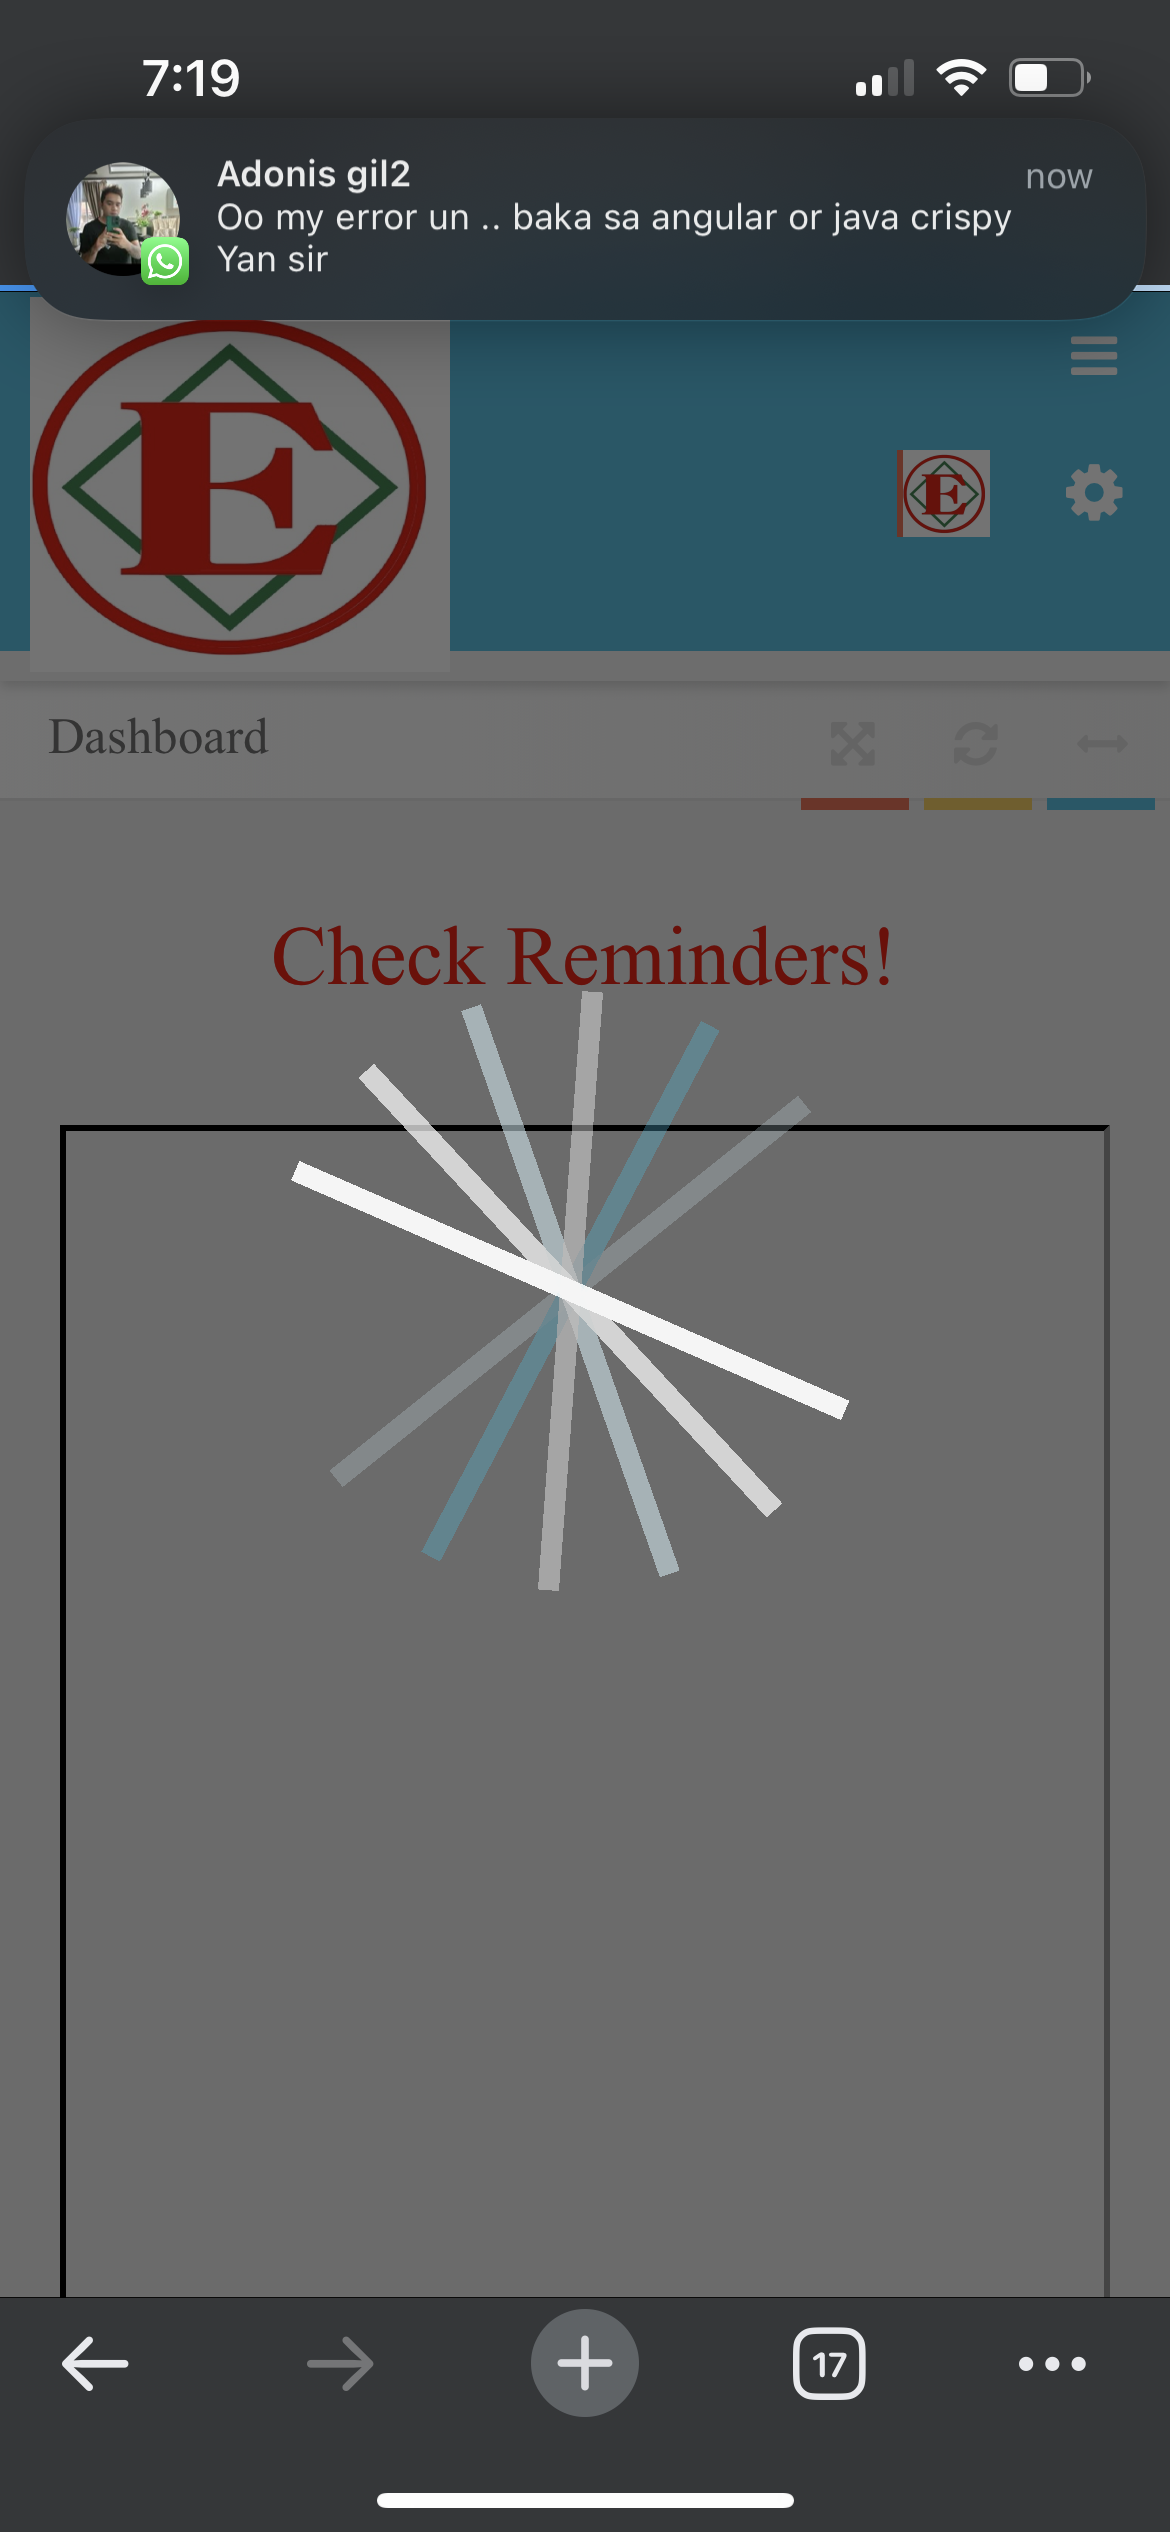 7:19
Adonis gil2
now
Oo my error un .. baka sa angular or java crispy
Yan sir
E
E
Dashboard
Check Reminders!
17